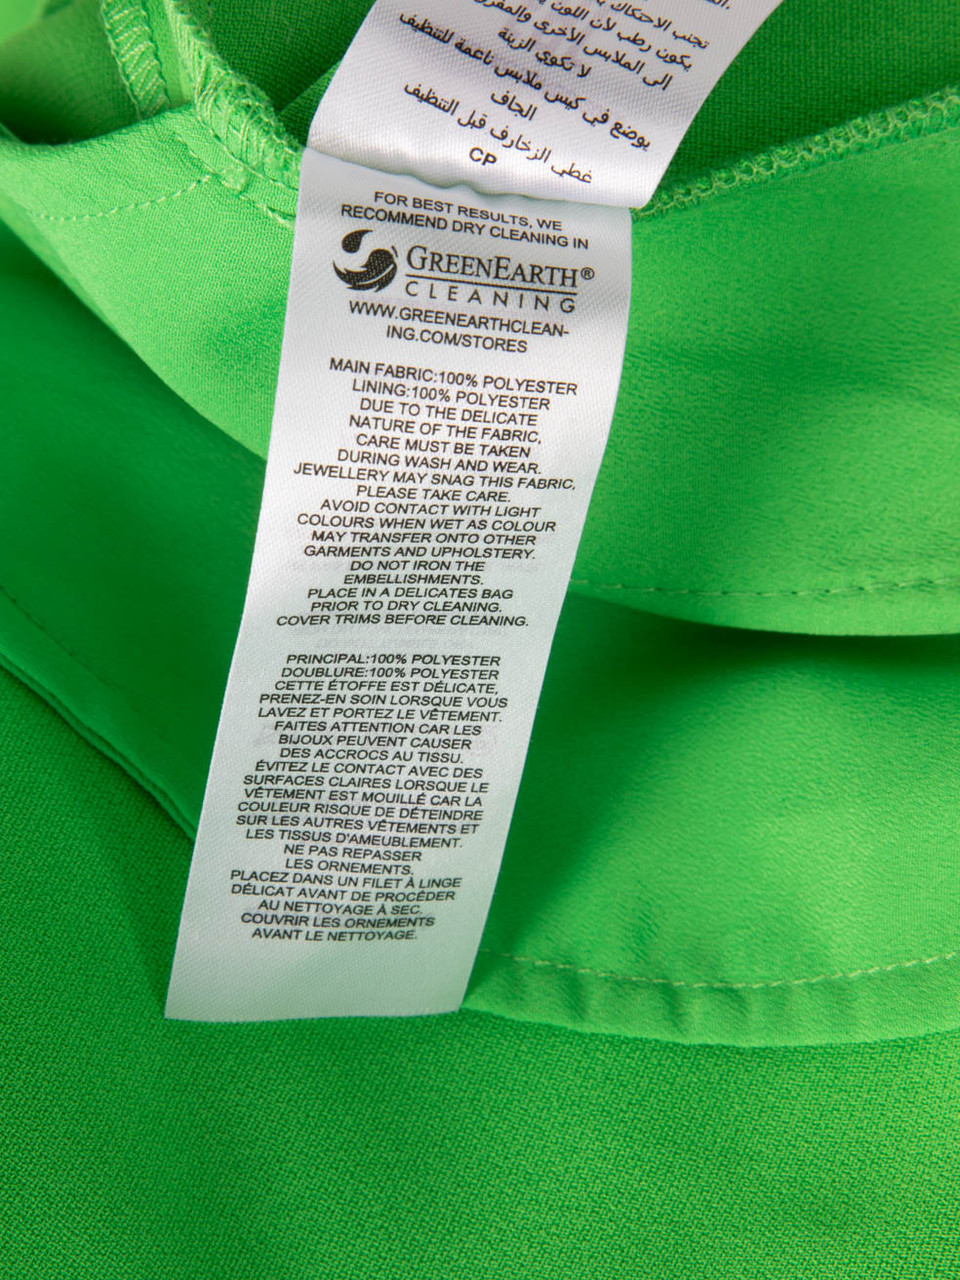 تجنب الاحتكاك بالملابس
يكون رطب لأن اللون
إلى الملابس الأخرى والمفروشات
لا تكوي الزينة
يوضع في كيس ملابس ناعمة للتنظيف
الجاف
غطي الزخارف قبل التنظيف
CP
FOR BEST RESULTS, WE
RECOMMEND DRY CLEANING IN
GREENEARTH®
CLEANING
WWW.GREENEARTHCLEAN-
ING.COM/STORES
MAIN FABRIC:100% POLYESTER
LINING:100% POLYESTER
DUE TO THE DELICATE
NATURE OF THE FABRIC,
CARE MUST BE TAKEN
DURING WASH AND WEAR.
JEWELLERY MAY SNAG THIS FABRIC,
PLEASE TAKE CARE.
AVOID CONTACT WITH LIGHT
COLOURS WHEN WET AS COLOUR
MAY TRANSFER ONTO OTHER
GARMENTS AND UPHOLSTERY.
DO NOT IRON THE
EMBELLISHMENTS.
PLACE IN A DELICATES BAG
PRIOR TO DRY CLEANING.
COVER TRIMS BEFORE CLEANING.
PRINCIPAL:100% POLYESTER
DOUBLURE:100% POLYESTER
CETTE ÉTOFFE EST DÉLICATE,
PRENEZ-EN SOIN LORSQUE VOUS
LAVEZ ET PORTEZ LE VÊTEMENT.
FAITES ATTENTION CAR LES
BIJOUX PEUVENT CAUSER
DES ACCROCS AU TISSU.
ÉVITEZ LE CONTACT AVEC DES
SURFACES CLAIRES LORSQUE LE
VÊTEMENT EST MOUILLÉ CAR LA
COULEUR RISQUE DE DÉTEINDRE
SUR LES AUTRES VÊTEMENTS ET
LES TISSUS D'AMEUBLEMENT.
NE PAS REPASSER
LES ORNEMENTS.
PLACEZ DANS UN FILET À LINGE
DÉLICAT AVANT DE PROCÉDER
AU NETTOYAGE À SEC.
COUVRIR LES ORNEMENTS
AVANT LE NETTOYAGE.